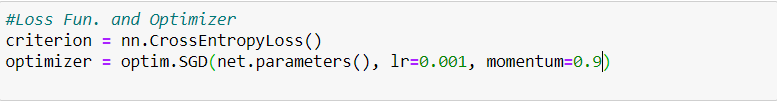 #Loss Fun. and Optimizer
criterion = nn.CrossEntropyLoss()
optimizer = optim.SGD(net.parameters(), lr=0.001, momentum=0.9)